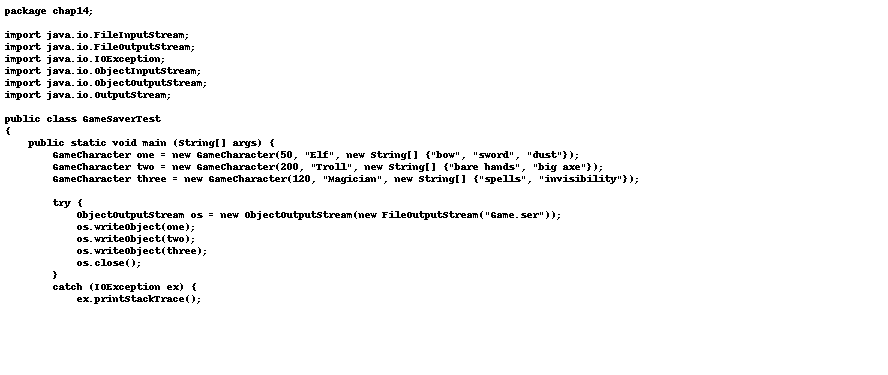 package chap14;

import java.io.FileInputStream;
import java.io.FileOutputStream;
import java.io.IOException;
import java.io.ObjectInputStream;
import java.io.ObjectOutputStream;
import java.io.OutputStream;

public class GameSaverTest
{
    public static void main (String[] args) {
        GameCharacter one = new GameCharacter(50, "Elf", new String[] {"bow", "sword", "dust"});
        GameCharacter two = new GameCharacter(200, "Troll", new String[] {"bare hands", "big axe"});
        GameCharacter three = new GameCharacter(120, "Magician", new String[] {"spells", "invisibility"});

        try {
            ObjectOutputStream os = new ObjectOutputStream(new FileOutputStream("Game.ser"));
            os.writeObject(one);
            os.writeObject(two);
            os.writeObject(three);
            os.close();
        }
        catch (IOException ex) {
            ex.printStackTrace();